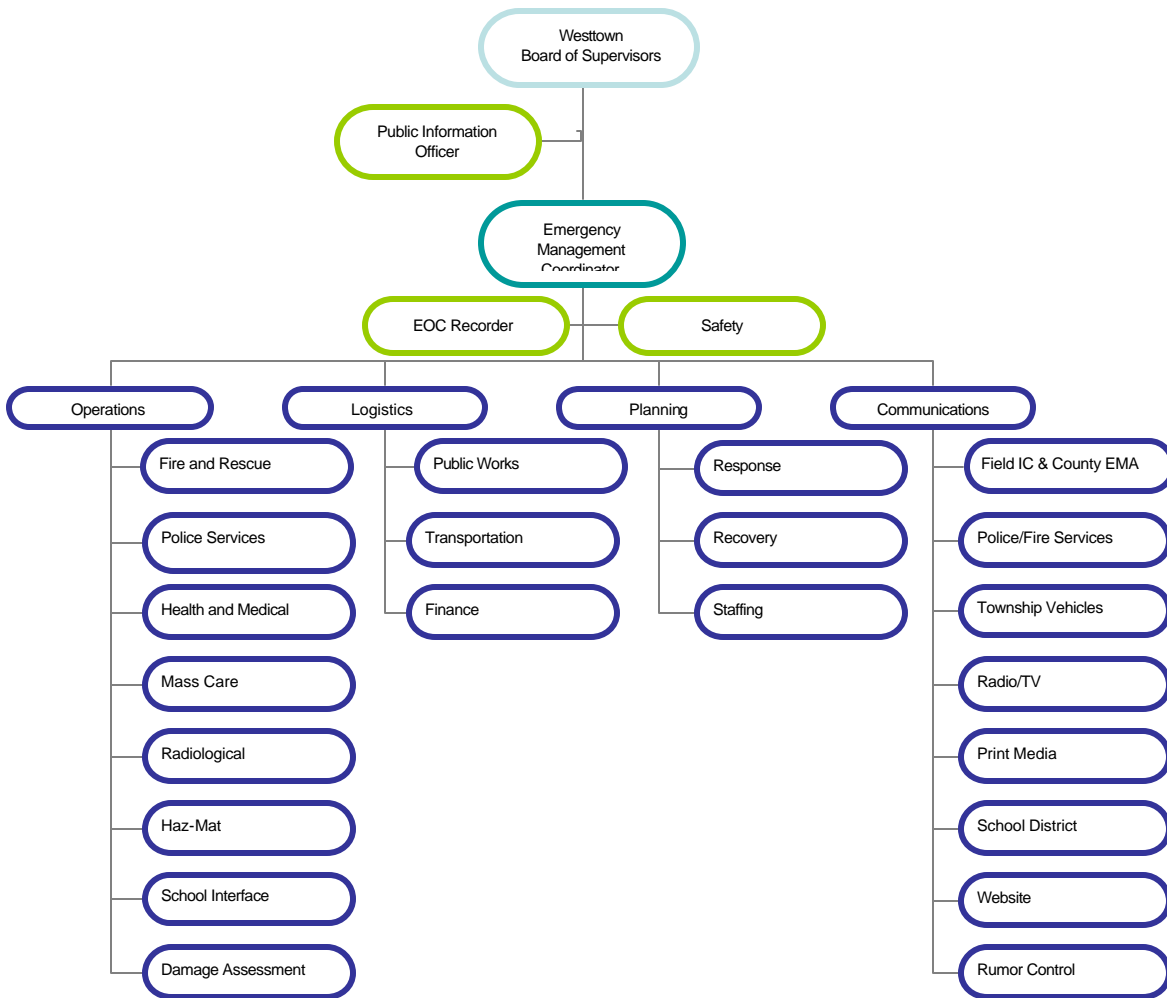 Westtown
Board of Supervisors
Public Information
Officer
Emergency
Management
Coordinator
EOC Recorder
Safety
Operations
Logistics
Planning
Communications
Fire and Rescue
Public Works
Response
Field IC & County EMA
Police Services
Transportation
Recovery
Police/Fire Services
Health and Medical
Finance
Staffing
Township Vehicles
Mass Care
Radio/TV
Radiological
Print Media
Haz-Mat
School District
School Interface
Website
Damage Assessment
Rumor Control